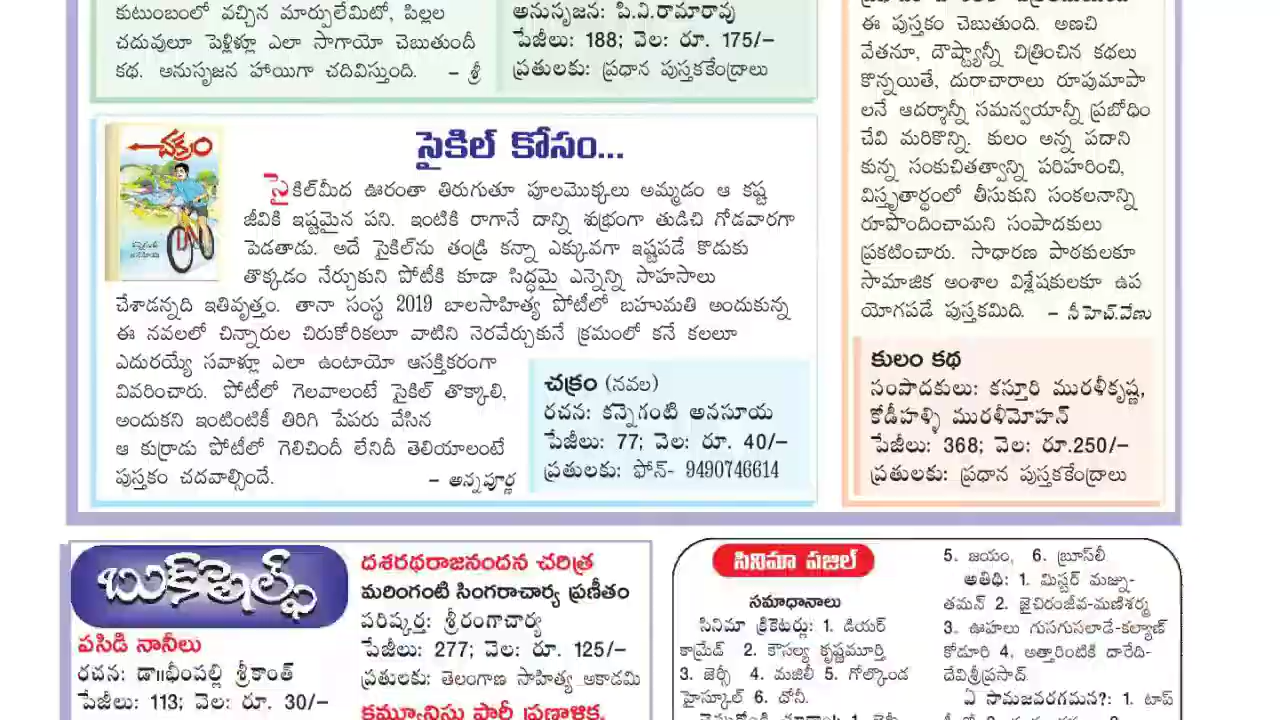 కుటుంబంలో వచ్చిన మార్పులేమిటో, పిల్లల
చదువులూ పెళ్లిళ్లూ ఎలా సాగాయో చెబుతుందీ
కథ. అనుసృజన హాయిగా చదివిస్తుంది. – శ్రీ
అనుసృజన: పి.వి.రామారావు
పేజీలు: 188; వెల: రూ. 175/–
ప్రతులకు: ప్రధాన పుస్తకకేంద్రాలు
చక్రం
సైకిల్ కోసం...
సైకిల్‌మీద ఊరంతా తిరుగుతూ పూలమొక్కలు అమ్మడం ఆ కష్ట
జీవికి ఇష్టమైన పని. ఇంటికి రాగానే దాన్ని శుభ్రంగా తుడిచి గోడవారగా
పెడతాడు. అదే సైకిల్‌ను తండ్రి కన్నా ఎక్కువగా ఇష్టపడే కొడుకు
తొక్కడం నేర్చుకుని పోటీకి కూడా సిద్ధమై ఎన్నెన్ని సాహసాలు
చేశాడన్నది ఇతివృత్తం. తానా సంస్థ 2019 బాలసాహిత్య పోటీలో బహుమతి అందుకున్న
ఈ నవలలో చిన్నారుల చిరుకోరికలూ వాటిని నెరవేర్చుకునే క్రమంలో కనే కలలూ
ఎదురయ్యే సవాళ్లూ ఎలా ఉంటాయో ఆసక్తికరంగా
వివరించారు. పోటీలో గెలవాలంటే సైకిల్ తొక్కాలి,
అందుకని ఇంటింటికీ తిరిగి పేపరు వేసిన
ఆ కుర్రాడు పోటీలో గెలిచిందీ లేనిదీ తెలియాలంటే
పుస్తకం చదవాల్సిందే. – అన్నపూర్ణ
చక్రం (నవల)
రచన: కన్నెగంటి అనసూయ
పేజీలు: 77; వెల: రూ. 40/–
ప్రతులకు: ఫోన్- 9490746614
ఈ పుస్తకం చెబుతుంది. అణచి
వేతనూ, దౌష్ట్యాన్నీ చిత్రించిన కథలు
కొన్నయితే, దురాచారాలు రూపుమాపా
లనే ఆదర్శాన్నీ సమన్వయాన్నీ ప్రబోధిం
చేవి మరికొన్ని. కులం అన్న పదాని
కున్న సంకుచితత్వాన్ని పరిహరించి,
విస్తృతార్థంలో తీసుకుని సంకలనాన్ని
రూపొందించామని సంపాదకులు
ప్రకటించారు. సాధారణ పాఠకులకూ
సామాజిక అంశాల విశ్లేషకులకూ ఉప
యోగపడే పుస్తకమిది. – సీహెచ్.వేణు
కులం కథ
సంపాదకులు: కస్తూరి మురళీకృష్ణ,
కోడీహళ్ళి మురళీమోహన్
పేజీలు: 368; వెల: రూ.250/–
ప్రతులకు: ప్రధాన పుస్తకకేంద్రాలు
బుక్‌షెల్ఫ్
పసిడి నానీలు
రచన: డా॥భీంపల్లి శ్రీకాంత్
పేజీలు: 113; వెల: రూ. 30/–
దశరథరాజనందన చరిత్ర
మరింగంటి సింగరాచార్య ప్రణీతం
పరిష్కర్త: శ్రీరంగాచార్య
పేజీలు: 277; వెల: రూ. 125/–
ప్రతులకు: తెలంగాణ సాహిత్య అకాడమి
కమ్యూనిస్టు పార్టీ ప్రణాళిక,
సినిమా పజిల్
సమాధానాలు
సినిమా క్రికెటర్లు: 1. డియర్
కామ్రేడ్ 2. కౌసల్య కృష్ణమూర్తి
3. జెర్సీ 4. మజిలీ 5. గోల్కొండ
హైస్కూల్ 6. ధోనీ.
5. జయం, 6. బ్రూస్‌లీ
అతిథి: 1. మిస్టర్ మజ్ను-
తమన్ 2. జైచిరంజీవ-మణిశర్మ
3. ఊహలు గుసగుసలాడే-కల్యాణ్
కోడూరి 4. అత్తారింటికి దారేది-
దేవిశ్రీప్రసాద్
ఏ సామజవరగమన?: 1. టాప్